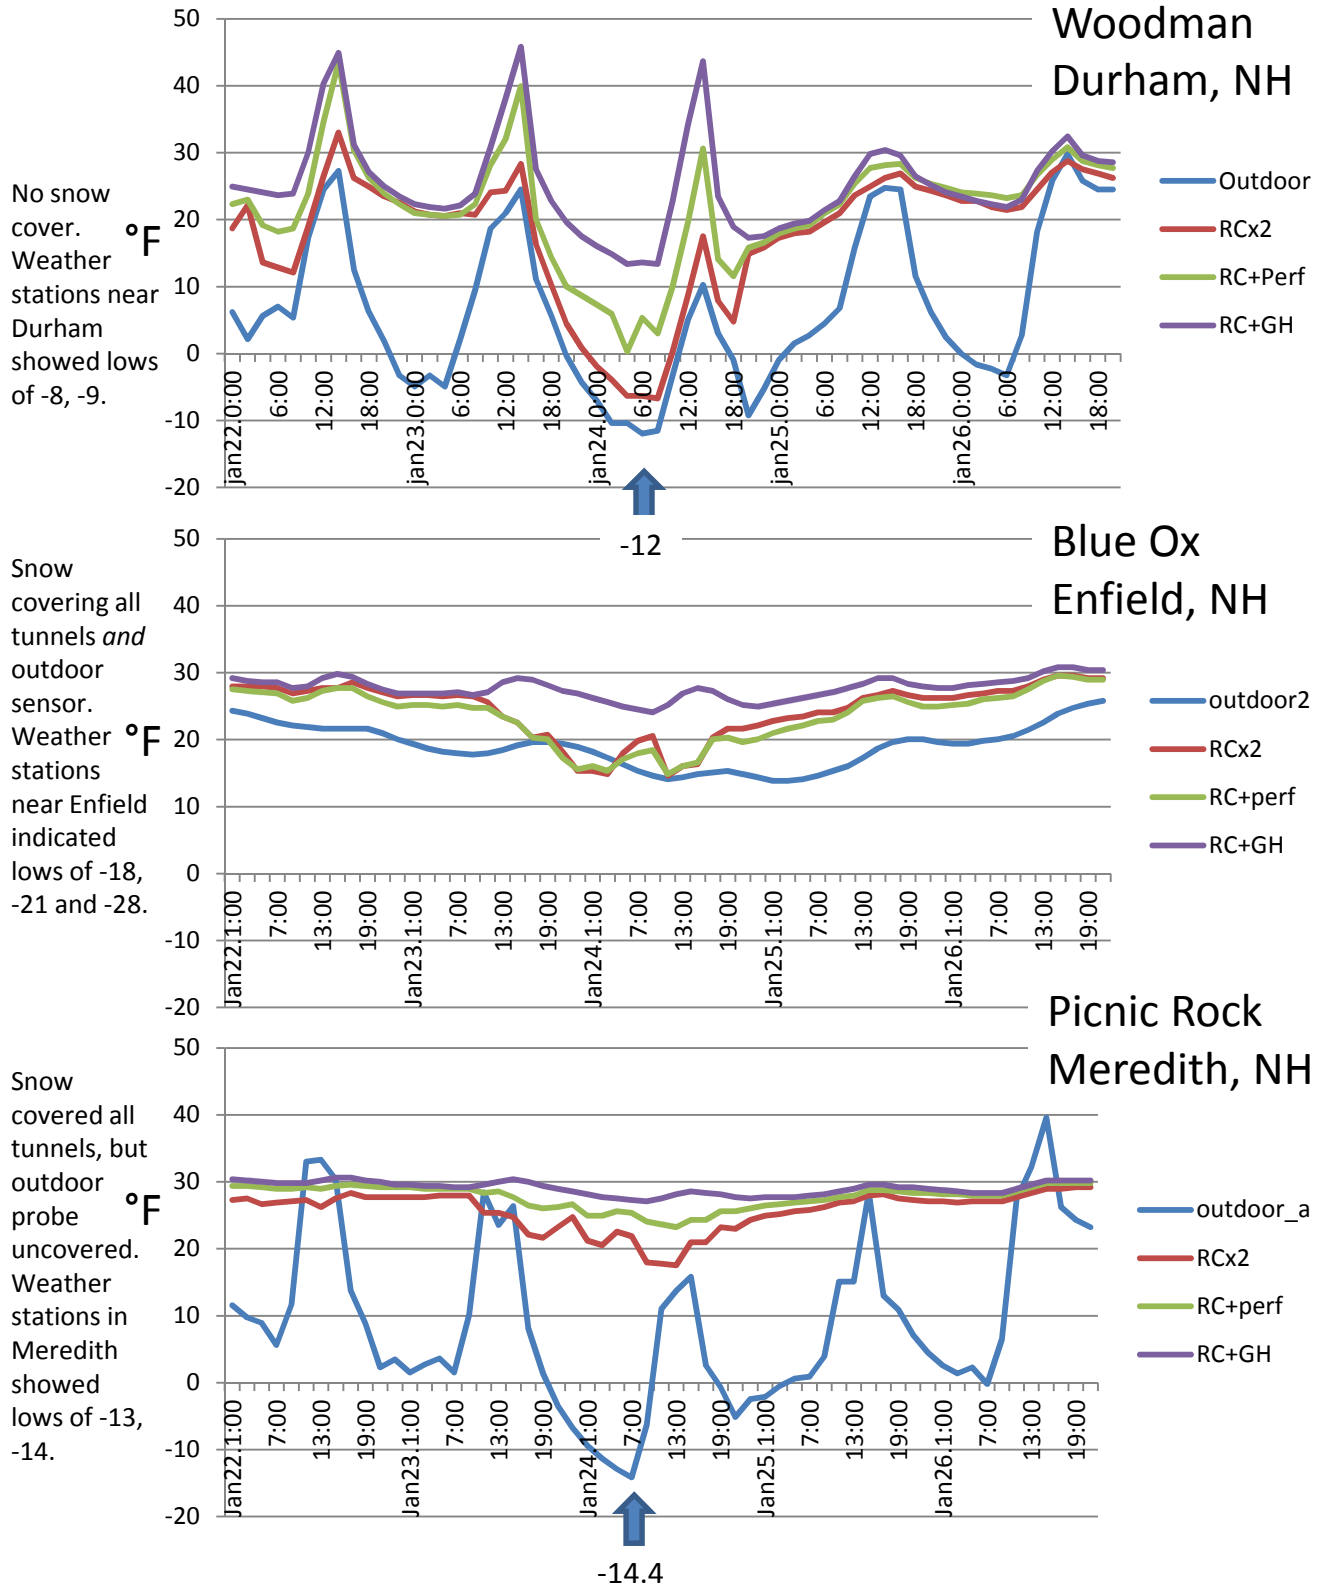 Woodman
Durham, NH
No snow
cover.
Weather
stations near
Durham
showed lows
of -8, -9.
°F
50
40
30
20
10
0
-10
-20
jan22.0:00
6:00
12:00
18:00
jan23.0:00
6:00
12:00
18:00
jan24.0:00
6:00
12:00
18:00
jan25.0:00
6:00
12:00
18:00
jan26.0:00
6:00
12:00
18:00
Outdoor
RCx2
RC+Perf
RC+GH
-12
Blue Ox
Enfield, NH
Snow
covering all
tunnels and
outdoor
sensor.
Weather
stations
near Enfield
indicated
lows of -18,
-21 and -28.
°F
50
40
30
20
10
0
-10
-20
Jan22.1:00
7:00
13:00
19:00
Jan23.1:00
7:00
13:00
19:00
Jan24.1:00
7:00
13:00
19:00
Jan25.1:00
7:00
13:00
19:00
Jan26.1:00
7:00
13:00
19:00
outdoor2
RCx2
RC+perf
RC+GH
Picnic Rock
Meredith, NH
Snow
covered all
tunnels, but
outdoor
probe
uncovered.
Weather
stations in
Meredith
showed
lows of -13,
-14.
°F
50
40
30
20
10
0
-10
-20
Jan22.1:00
7:00
13:00
19:00
Jan23.1:00
7:00
13:00
19:00
Jan24.1:00
7:00
13:00
19:00
Jan25.1:00
7:00
13:00
19:00
Jan26.1:00
7:00
13:00
19:00
outdoor_a
RCx2
RC+perf
RC+GH
-14.4